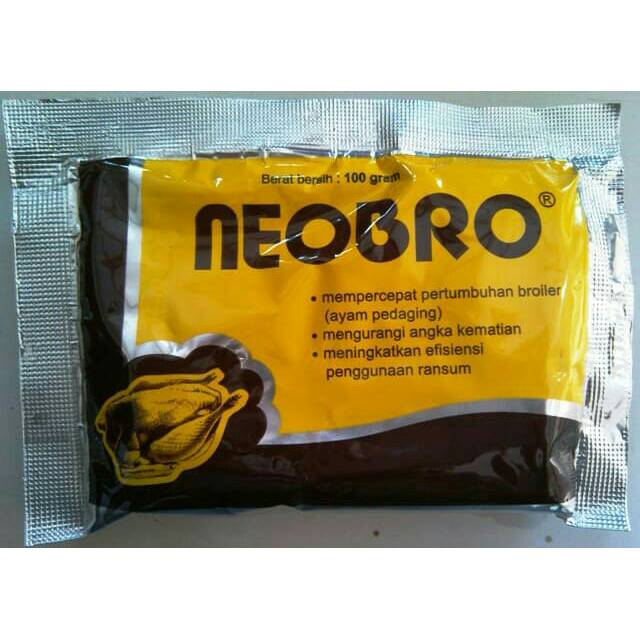 Berat bersih : 100 gram
NEOBRO®
• mempercepat pertumbuhan broiler
(ayam pedaging)
• mengurangi angka kematian
• meningkatkan efisiensi
penggunaan ransum